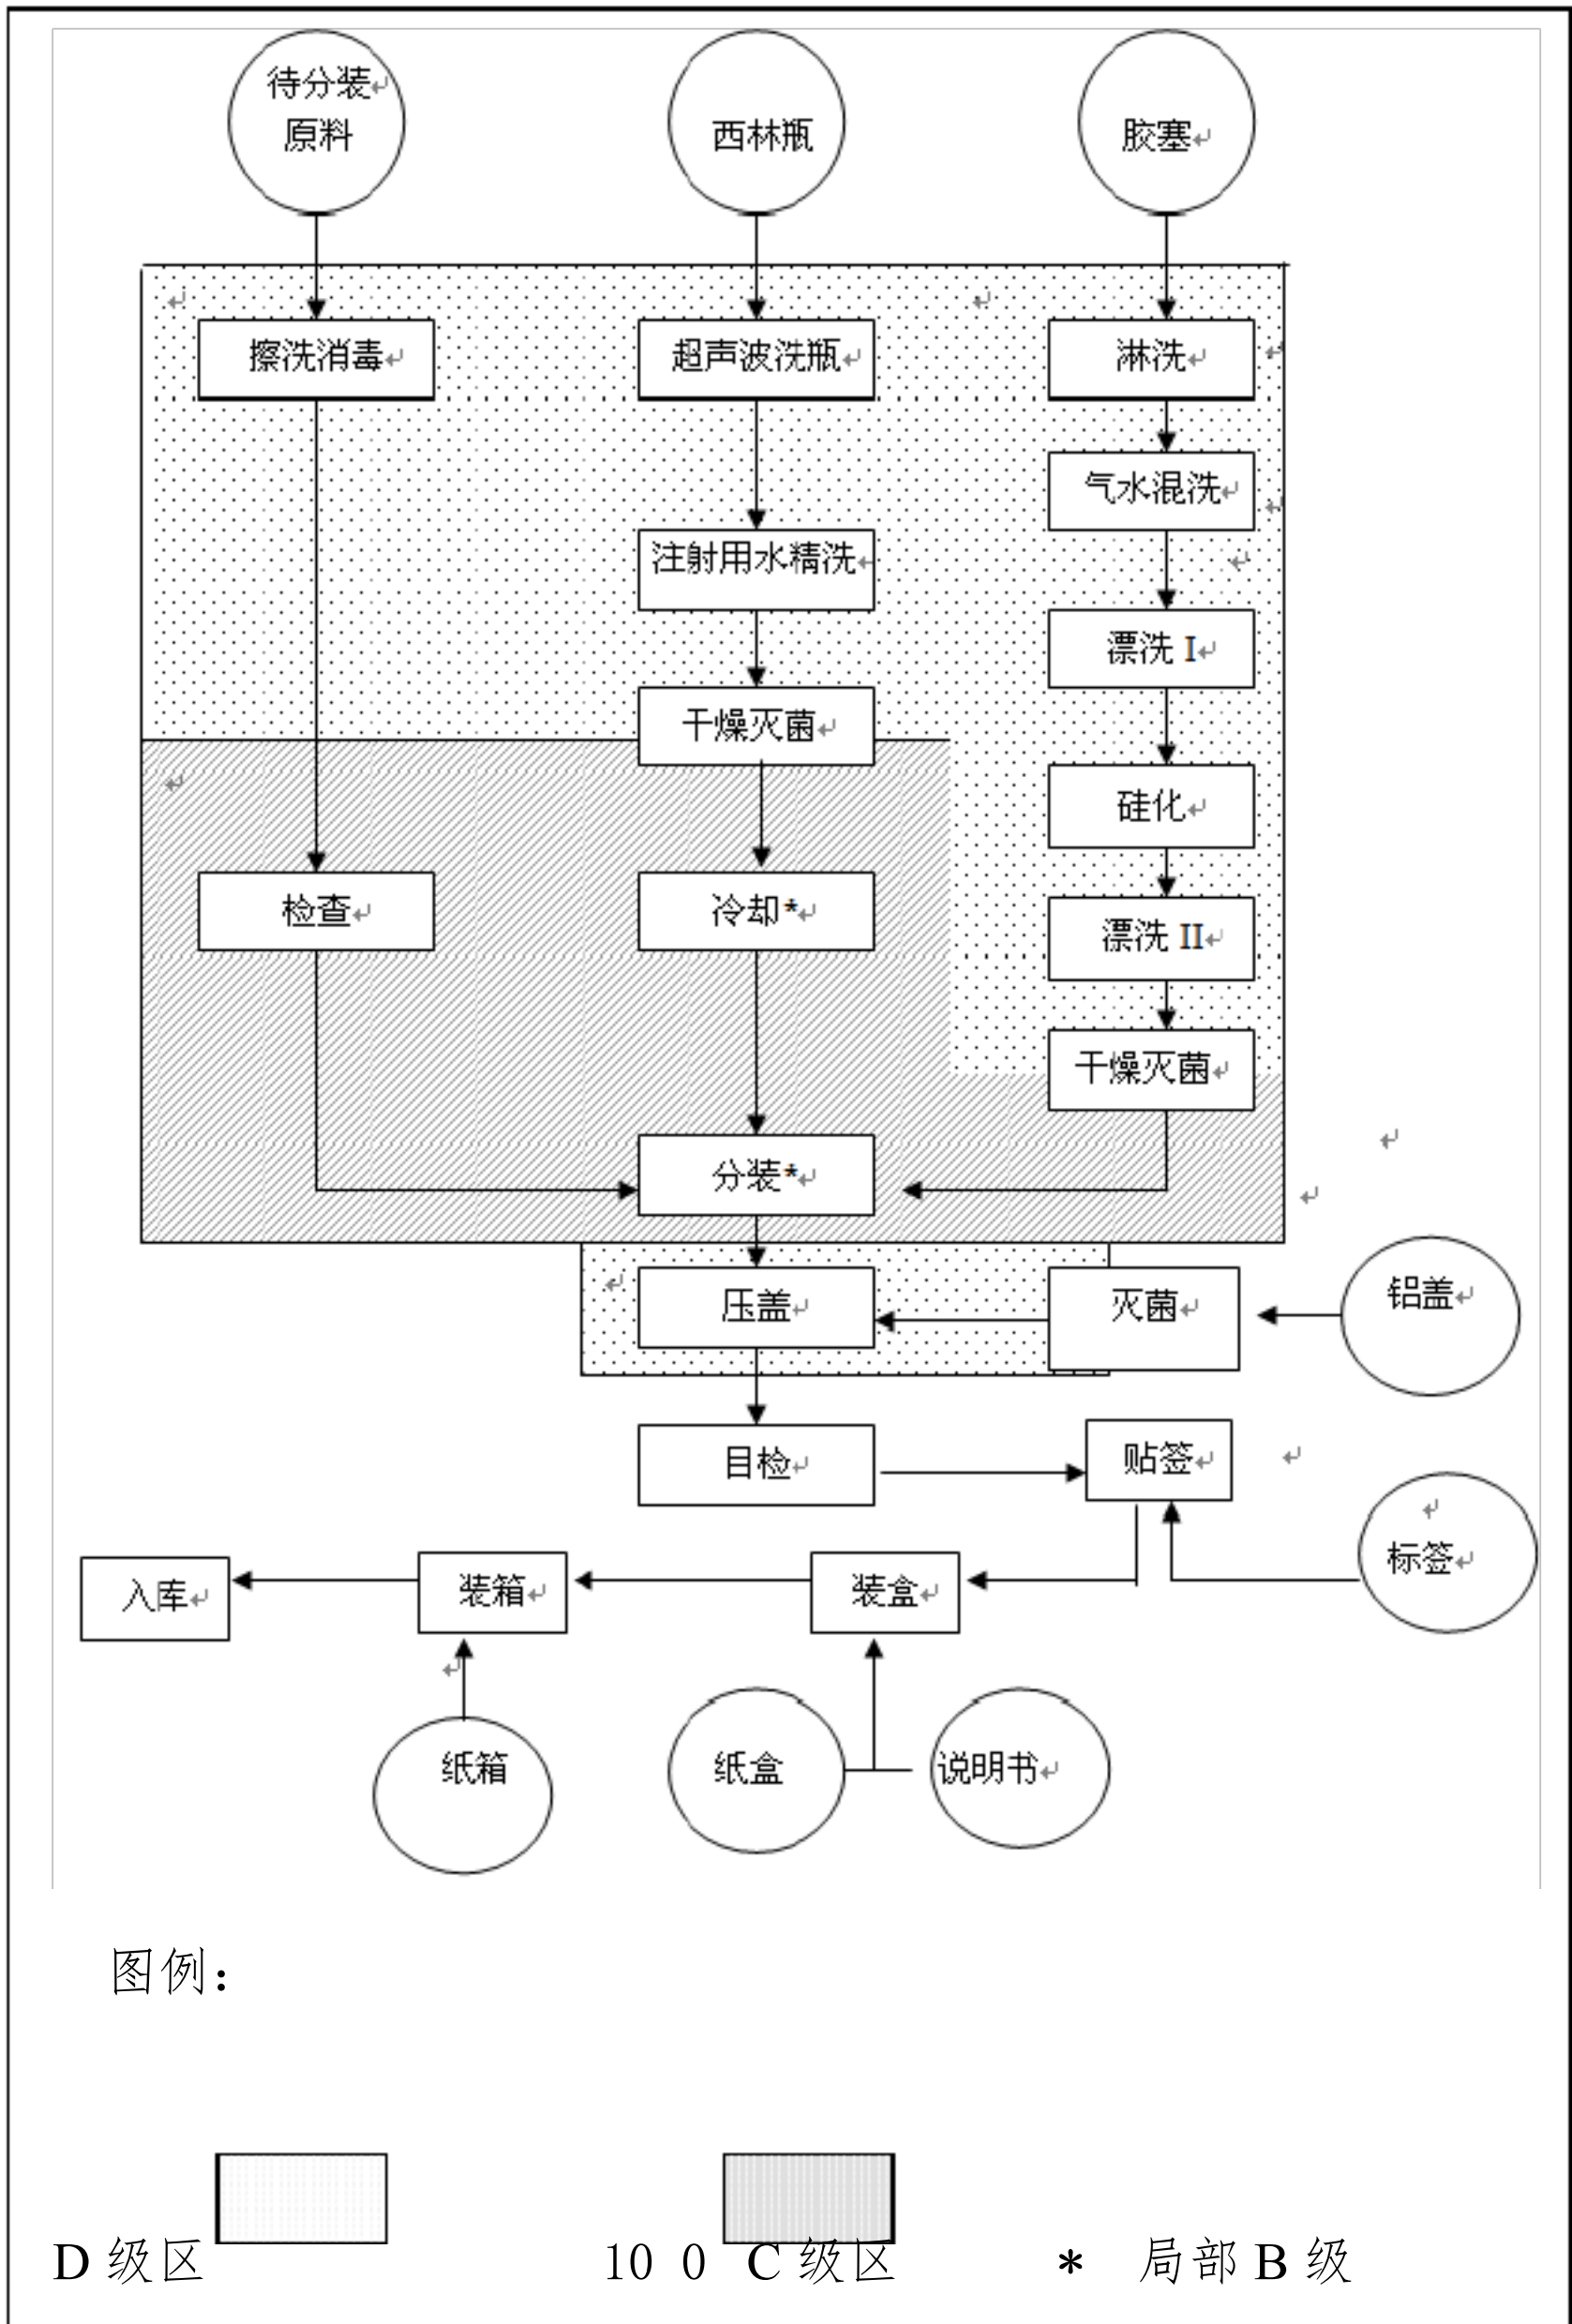 待分装
原料
西林瓶
胶塞
擦洗消毒
超声波洗瓶
淋洗
气水混洗
注射用水精洗
漂洗 I
干燥灭菌
硅化
检查
冷却*
漂洗 II
干燥灭菌
分装*
压盖
灭菌
铝盖
目检
贴签
标签
入库
装箱
装盒
纸箱
纸盒
说明书
图例：
D 级区 10 0 C 级区 * 局部 B 级